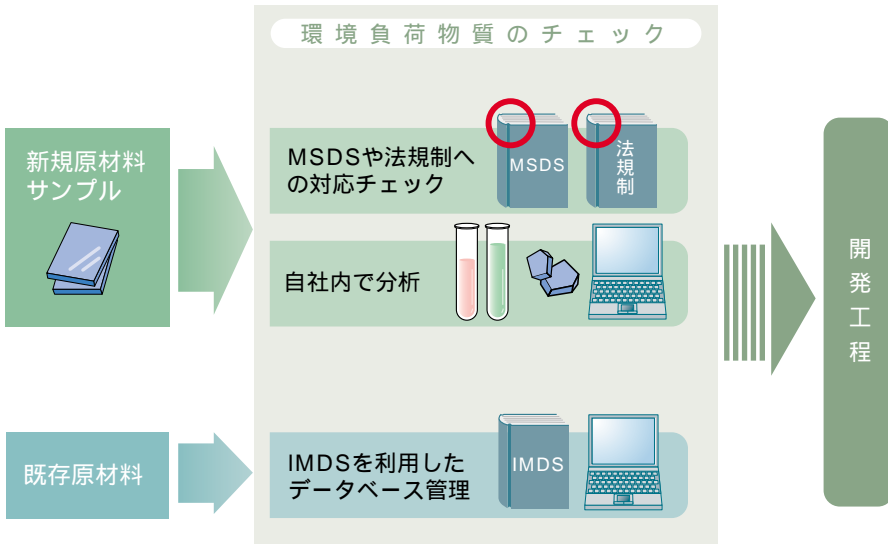 環境負荷物質のチェック
新規原材料
サンプル
MSDSや法規制へ
の対応チェック
MSDS
法規制
自社内で分析
既存原材料
IMDSを利用した
データベース管理
IMDS
開発工程